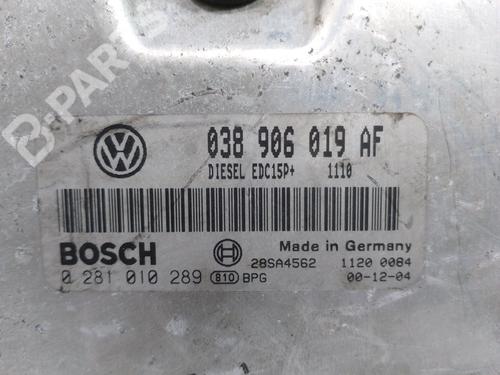 B-PARTS
038 906 019 AF
DIESEL EDC15P+ 1110
BOSCH
Made in Germany
28SA4562 1120 0084
0 281 010 289 810 BPG 00-12-04